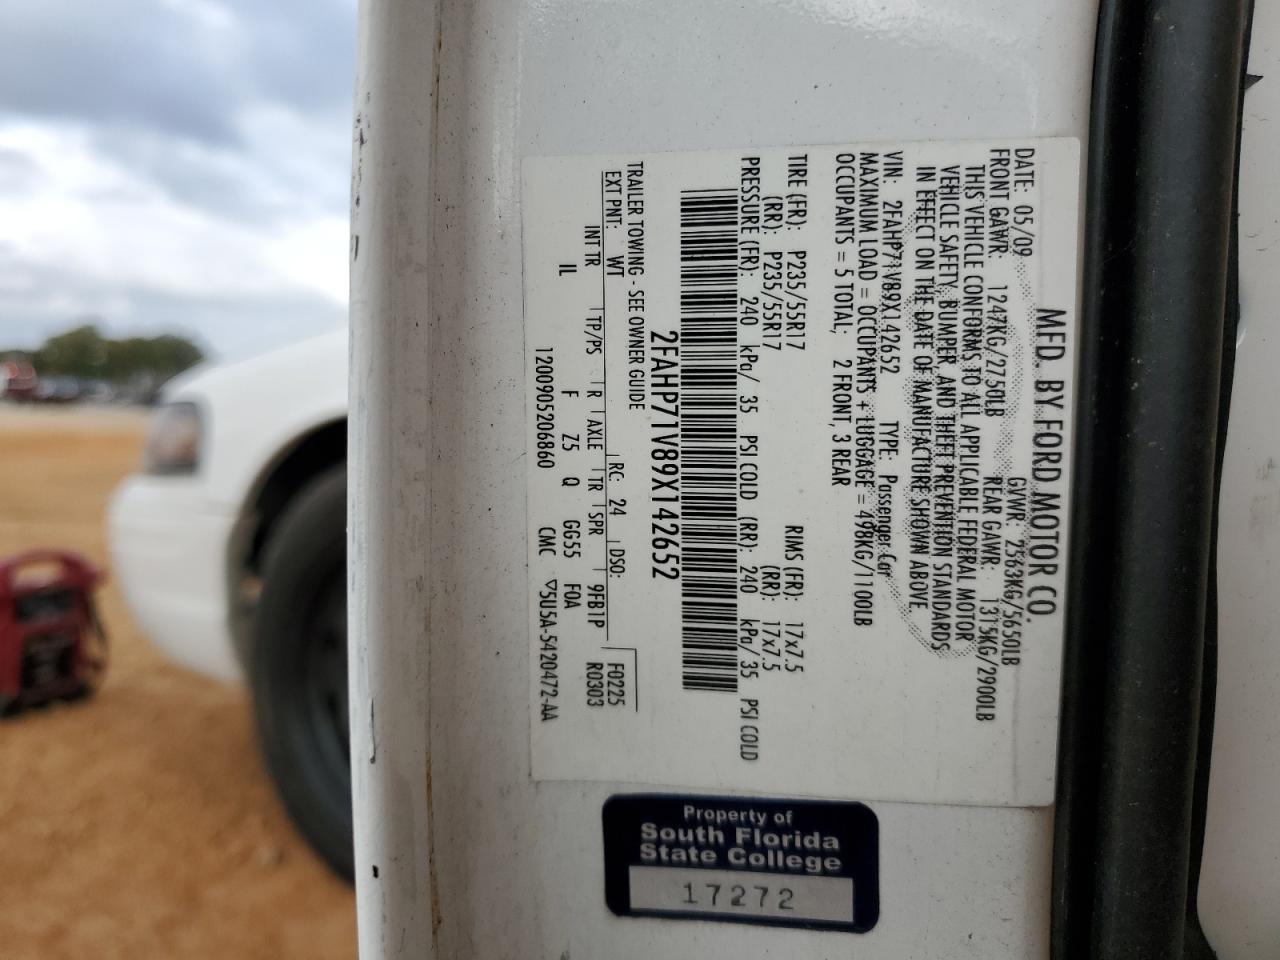 MFD. BY FORD MOTOR CO.
DATE: 05/09 GVWR: 2563KG/5650LB
FRONT GAWR: 1247KG/2750LB REAR GAWR: 1315KG/2900LB
THIS VEHICLE CONFORMS TO ALL APPLICABLE FEDERAL MOTOR
VEHICLE SAFETY, BUMPER, AND THEFT PREVENTION STANDARDS
IN EFFECT ON THE DATE OF MANUFACTURE SHOWN ABOVE
VIN: 2FAHP71V89X142652 TYPE: Passenger Car
MAXIMUM LOAD = OCCUPANTS + LUGGAGE = 498KG/1100LB
OCCUPANTS = 5 TOTAL, 2 FRONT, 3 REAR
TIRE (FR): P235/55R17 RIMS (FR): 17x7.5
(RR): P235/55R17 (RR): 17x7.5
PRESSURE (FR): 240 kPa/ 35 PSI COLD (RR): 240 kPa/ 35 PSI COLD
2FAHP71V89X142652
TRAILER TOWING - SEE OWNER GUIDE
EXT PNT: WT RC: 24 DSO: F0225
INT TR TP/PS R AXLE TR SPR 9FB1P R0303
IL F Z5 Q GG55 F0A
1200905206860 CMC ▽5U5A-5420472-AA
Property of
South Florida
State College
17272